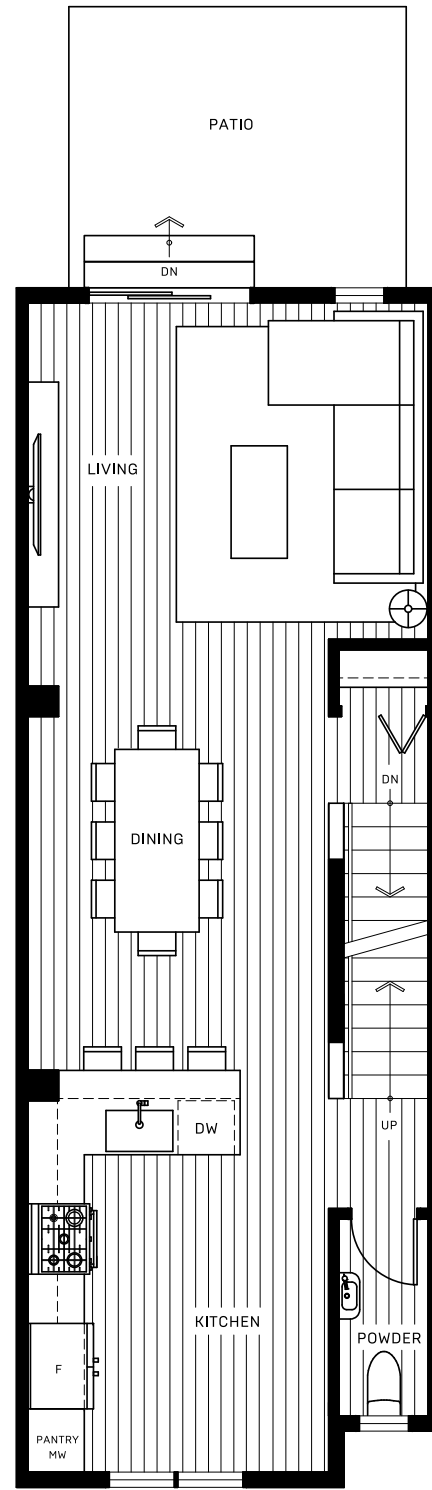 PATIO
DN
LIVING
DN
DINING
DW
UP
KITCHEN
POWDER
F
PANTRY
MW